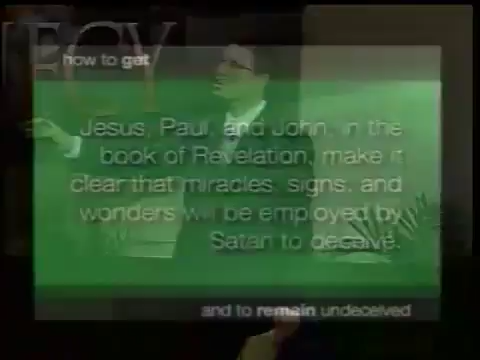 ECY
how to get
Jesus, Paul, and John, in the
book of Revelation, make it
clear that miracles, signs, and
wonders will be employed by
Satan to deceive.
and to remain undeceived